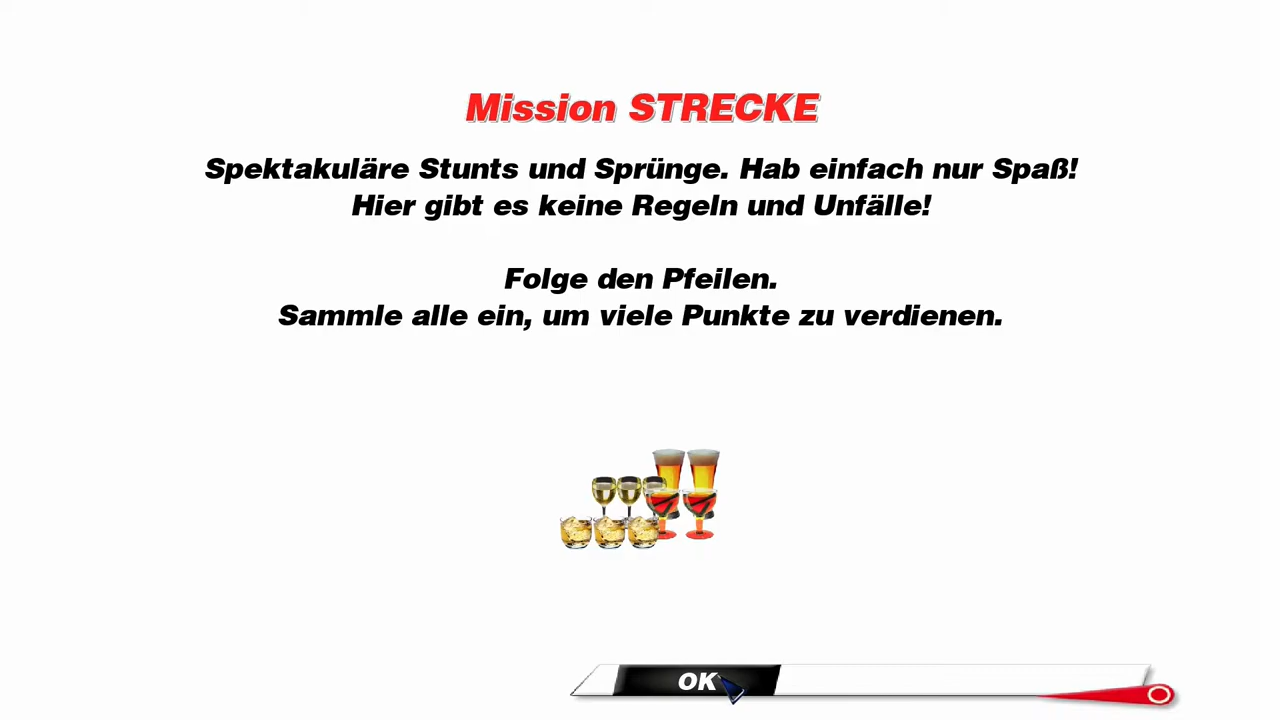 Mission STRECKE
Spektakuläre Stunts und Sprünge. Hab einfach nur Spaß!
Hier gibt es keine Regeln und Unfälle!
Folge den Pfeilen.
Sammle alle ein, um viele Punkte zu verdienen.
OK